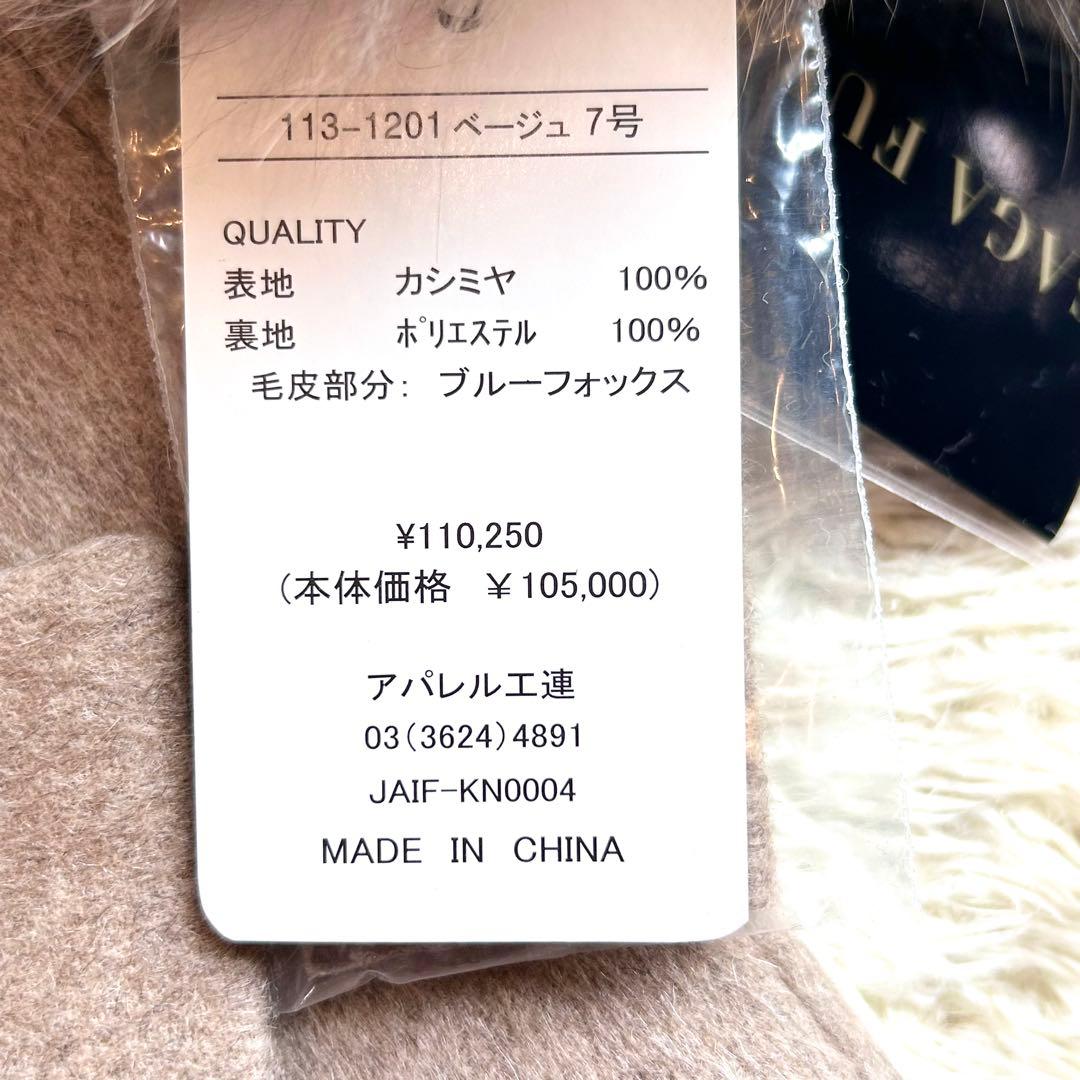 113-1201 ベージュ 7号
QUALITY
表地 カシミヤ 100%
裏地 ポリエステル 100%
毛皮部分: ブルーフォックス
¥110,250
(本体価格 ¥105,000)
アパレル工連
03(3624)4891
JAIF-KN0004
MADE IN CHINA
AGA FU